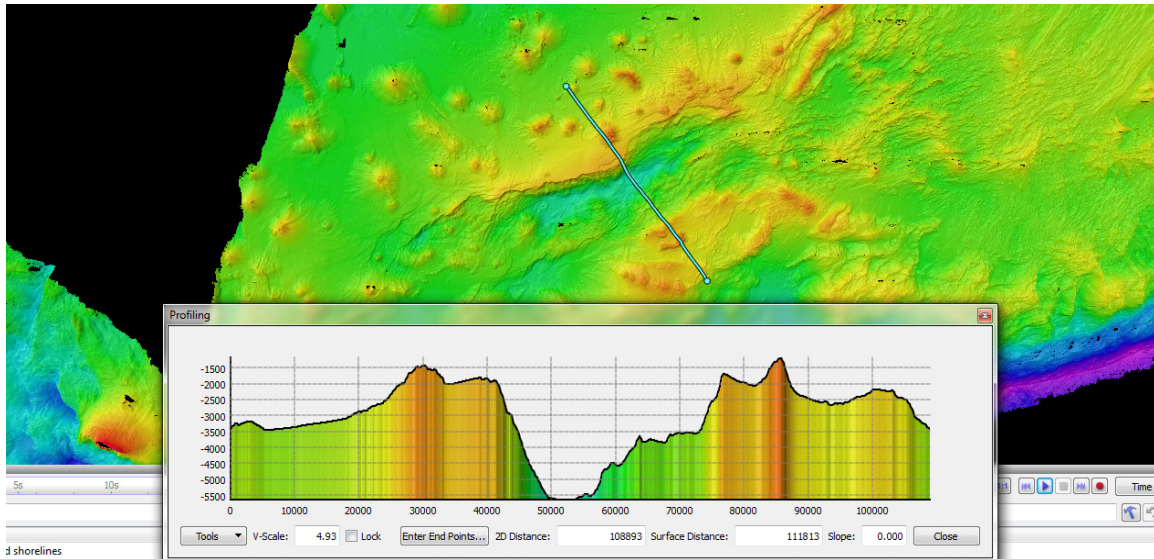 Profiling
-1500
-2000
-2500
-3000
-3500
-4000
-4500
-5000
-5500
0 10000 20000 30000 40000 50000 60000 70000 80000 90000 100000
Tools V-Scale: 4.93 Lock Enter End Points... 2D Distance: 108893 Surface Distance: 111813 Slope: 0.000 Close
5s 10s
Time
d shorelines